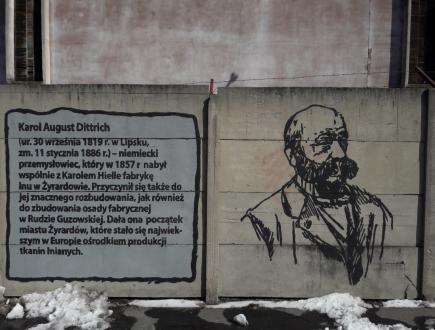 Karol August Dittrich
(ur. 30 września 1819 r. w Lipsku,
zm. 11 stycznia 1886 r.) – niemiecki
przemysłowiec, który w 1857 r nabył
wspólnie z Karolem Hielle fabrykę
lnu w Żyrardowie. Przyczynił się także do
jej znacznego rozbudowania, jak również
do zbudowania osady fabrycznej
w Rudzie Guzowskiej. Dała ona początek
miastu Żyrardów, które stało się najwięk-
szym w Europie ośrodkiem produkcji
tkanin lnianych.